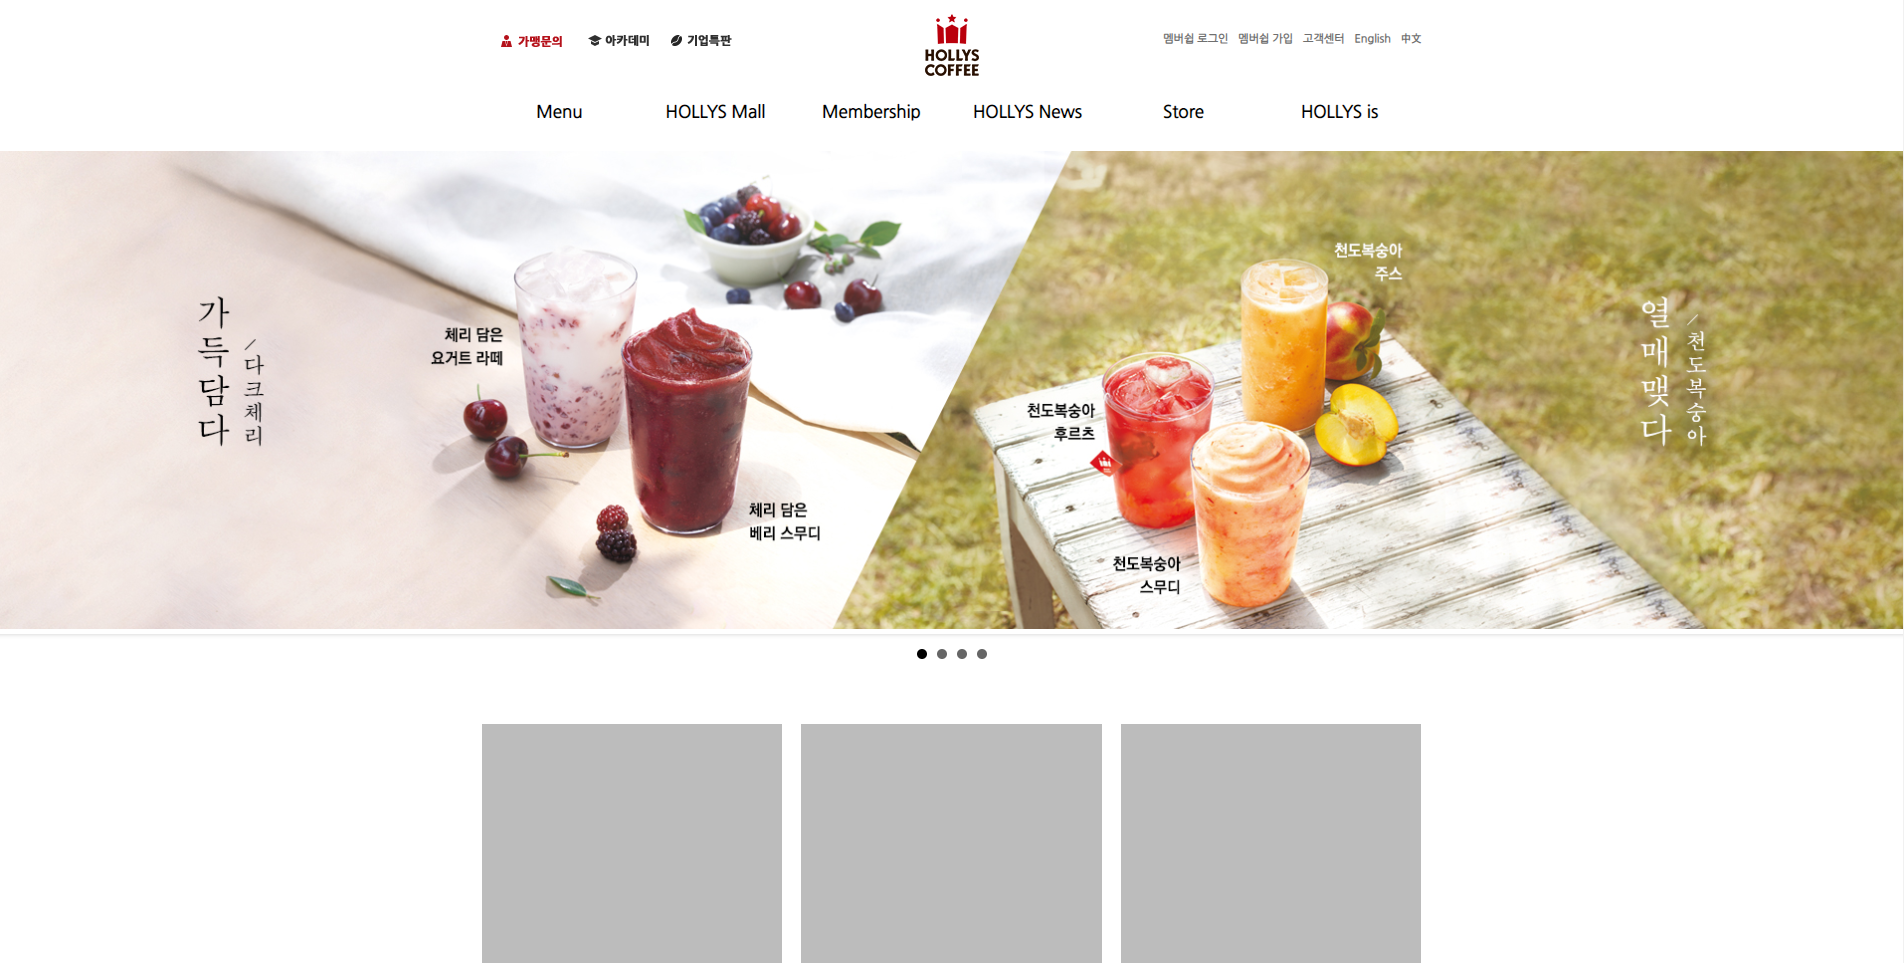 가맹문의 아카데미 기업특판
HOLLYS
COFFEE
멤버쉽 로그인 멤버쉽 가입 고객센터 English 中文
Menu HOLLYS Mall Membership HOLLYS News Store HOLLYS is
가득담다
/다크체리
체리 담은
요거트 라떼
체리 담은
베리 스무디
천도복숭아
주스
천도복숭아
후르츠
천도복숭아
스무디
열매맺다
/천도복숭아